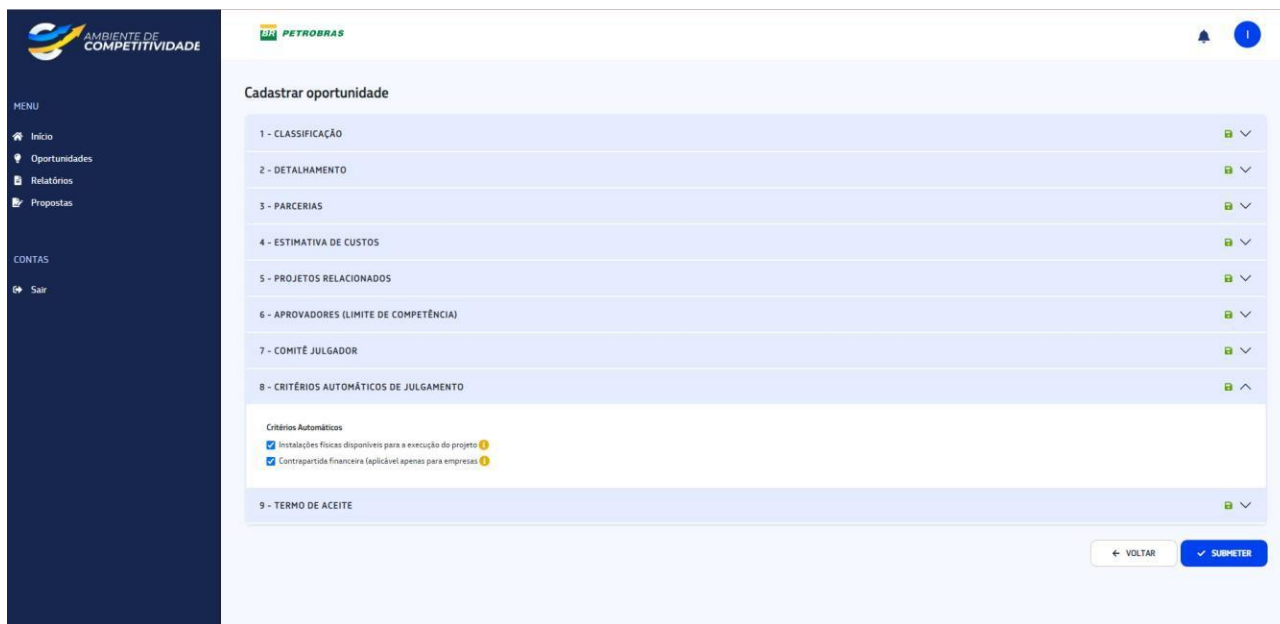 AMBIENTE DE
COMPETITIVIDADE
BR PETROBRAS
I
MENU
Início
Oportunidades
Relatórios
Propostas
CONTAS
Sair
Cadastrar oportunidade
1 - CLASSIFICAÇÃO
2 - DETALHAMENTO
3 - PARCERIAS
4 - ESTIMATIVA DE CUSTOS
5 - PROJETOS RELACIONADOS
6 - APROVADORES (LIMITE DE COMPETÊNCIA)
7 - COMITÊ JULGADOR
8 - CRITÉRIOS AUTOMÁTICOS DE JULGAMENTO
Critérios Automáticos
Instalações físicas disponíveis para a execução do projeto
Contrapartida financeira (aplicável apenas para empresas
9 - TERMO DE ACEITE
VOLTAR
SUBMETER